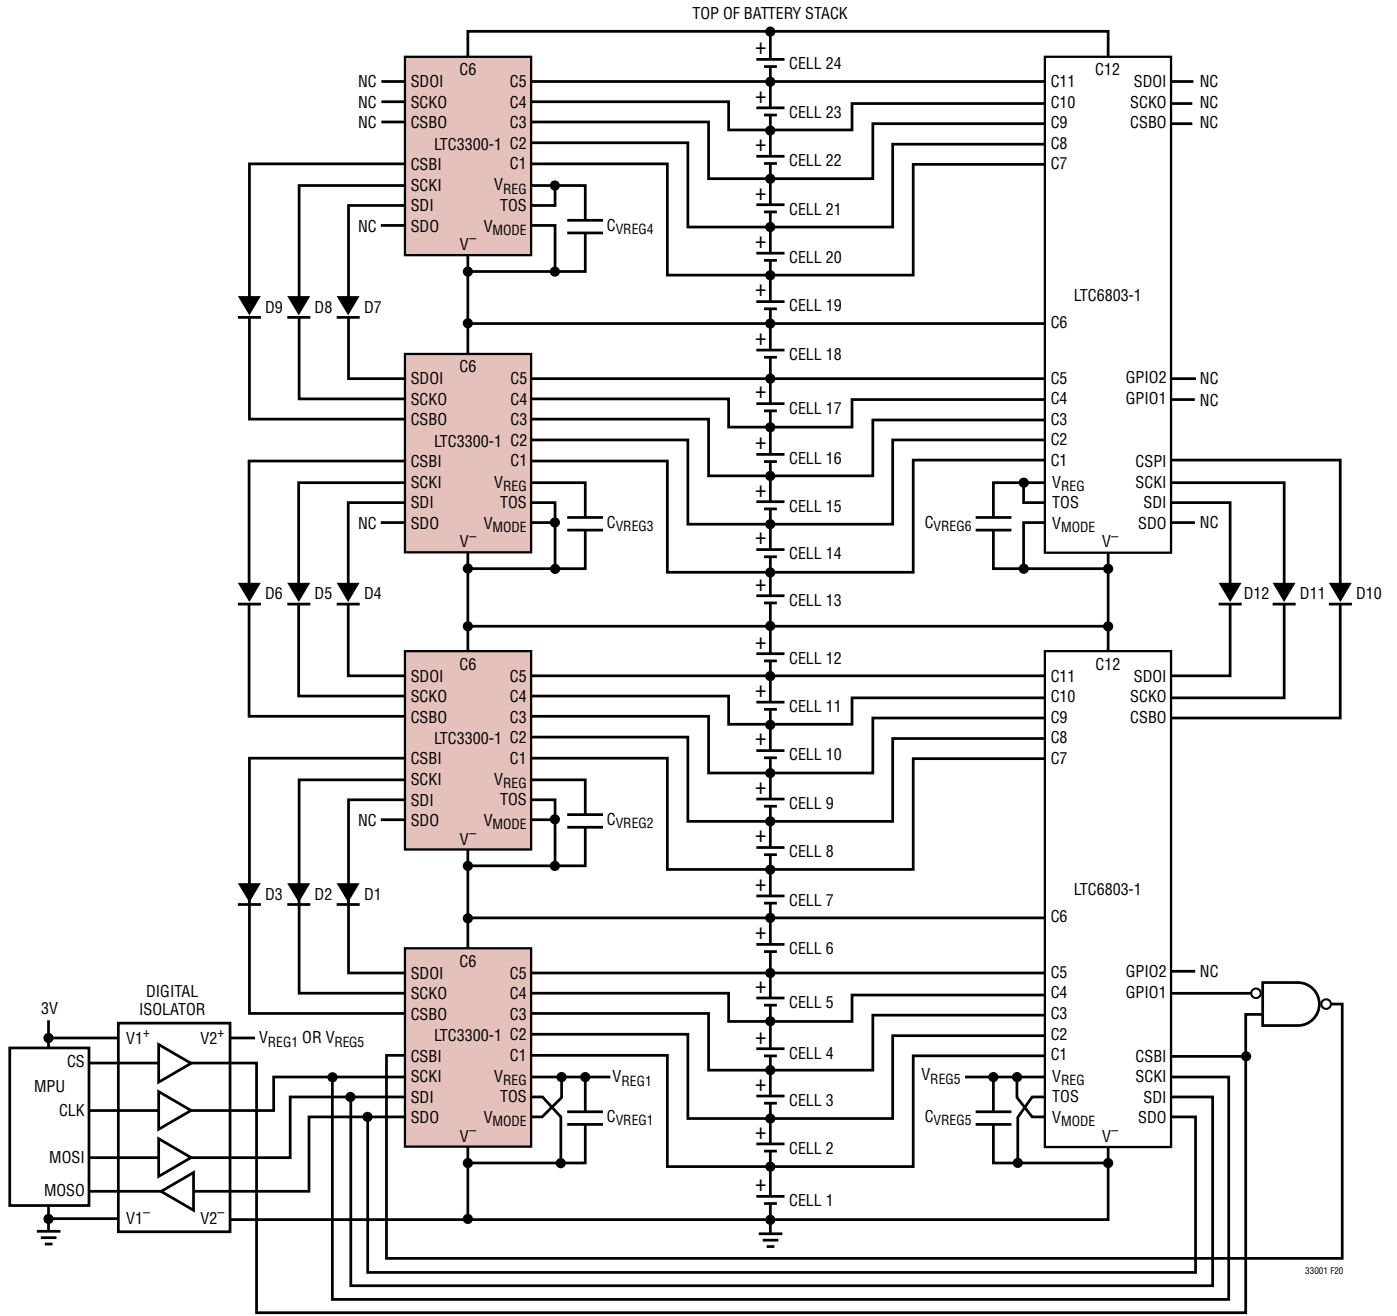 TOP OF BATTERY STACK
C6
NC SDOI
NC SCKO
NC CSBO
LTC3300-1
CSBI
SCKI
SDI
NC SDO
C5
C4
C3
C2
C1
VREG
TOS
VMODE
V–
CVREG4
+ CELL 24
+ CELL 23
+ CELL 22
+ CELL 21
+ CELL 20
+ CELL 19
C12
C11
C10
C9
C8
C7
SDOI NC
SCKO NC
CSBO NC
LTC6803-1
C6
D9 D8 D7
C6
SDOI
SCKO
CSBO
LTC3300-1
CSBI
SCKI
SDI
NC SDO
C5
C4
C3
C2
C1
VREG
TOS
VMODE
V–
CVREG3
+ CELL 18
+ CELL 17
+ CELL 16
+ CELL 15
+ CELL 14
+ CELL 13
C5
C4
C3
C2
C1
VREG
TOS
VMODE
V–
CVREG6
GPIO2 NC
GPIO1 NC
CSPI
SCKI
SDI
SDO NC
D12 D11 D10
D6 D5 D4
C6
SDOI
SCKO
CSBO
LTC3300-1
CSBI
SCKI
SDI
NC SDO
C5
C4
C3
C2
C1
VREG
TOS
VMODE
V–
CVREG2
+ CELL 12
+ CELL 11
+ CELL 10
+ CELL 9
+ CELL 8
+ CELL 7
C12
C11
C10
C9
C8
C7
SDOI
SCKO
CSBO
LTC6803-1
C6
D3 D2 D1
C6
SDOI
SCKO
CSBO
LTC3300-1
CSBI
SCKI
SDI
SDO
C5
C4
C3
C2
C1
VREG
TOS
VMODE
V–
VREG1
CVREG1
+ CELL 6
+ CELL 5
+ CELL 4
+ CELL 3
+ CELL 2
+ CELL 1
C5
C4
C3
C2
C1
VREG5
VREG
TOS
VMODE
V–
CVREG5
GPIO2 NC
GPIO1
CSBI
SCKI
SDI
SDO
3V
DIGITAL
ISOLATOR
V1+ V2+
VREG1 OR VREG5
MPU
CS
CLK
MOSI
MOSO
V1– V2–
33001 F20